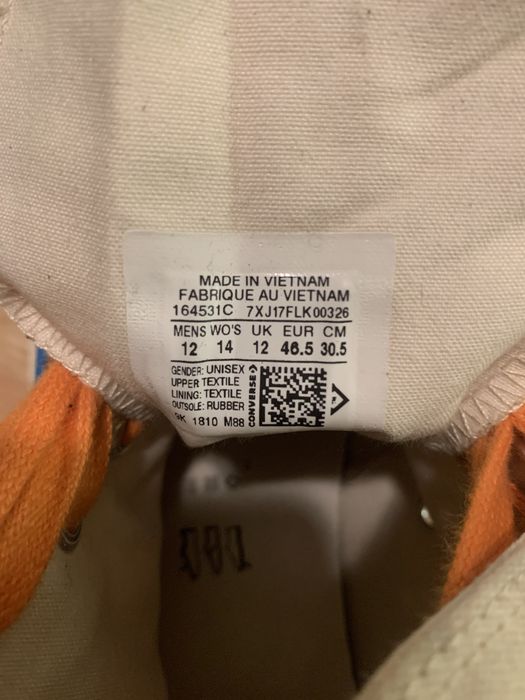 MADE IN VIETNAM
FABRIQUE AU VIETNAM
164531C 7XJ17FLK00326
MENS WO'S UK EUR CM
12 14 12 46.5 30.5
GENDER: UNISEX
UPPER TEXTILE
LINING: TEXTILE
OUTSOLE: RUBBER
1810 M88
CONVERSE